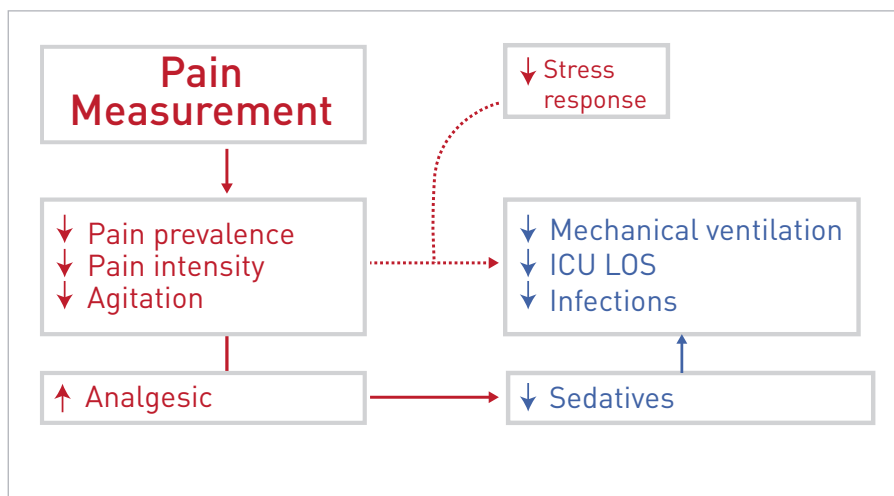 Pain
Measurement
↓ Stress
response
↓ Pain prevalence
↓ Pain intensity
↓ Agitation
↓ Mechanical ventilation
↓ ICU LOS
↓ Infections
↑ Analgesic
↓ Sedatives